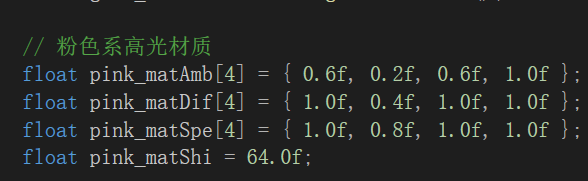 // 粉色系高光材质
float pink_matAmb[4] = { 0.6f, 0.2f, 0.6f, 1.0f };
float pink_matDif[4] = { 1.0f, 0.4f, 1.0f, 1.0f };
float pink_matSpe[4] = { 1.0f, 0.8f, 1.0f, 1.0f };
float pink_matShi = 64.0f;